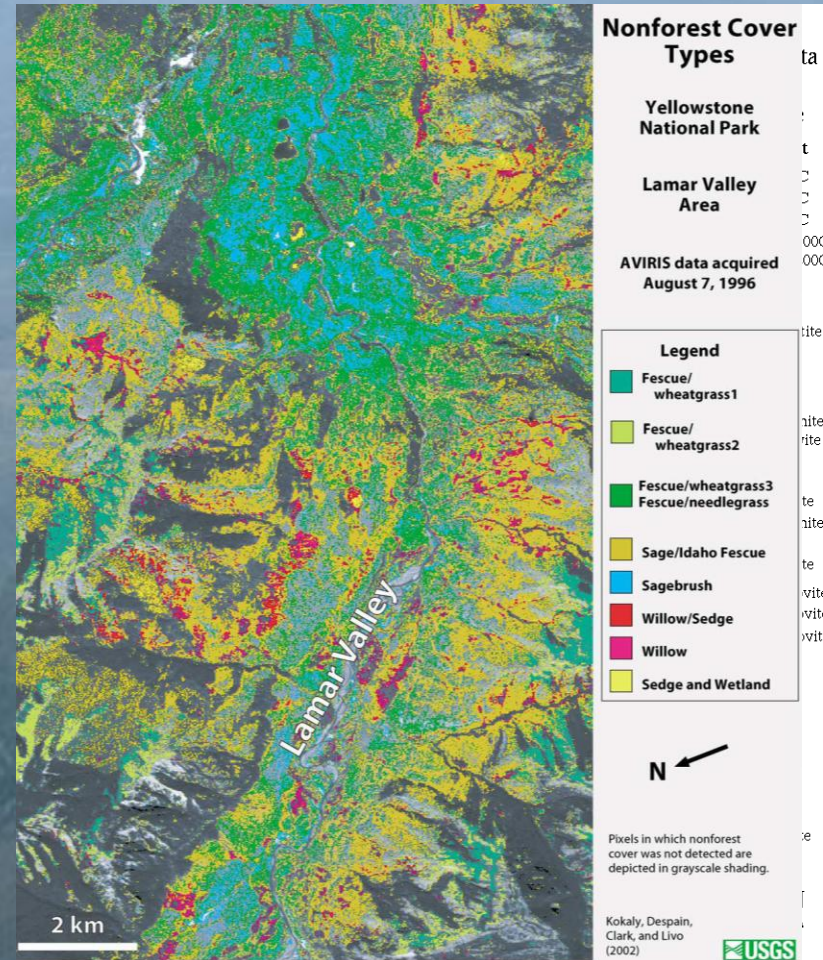 Nonforest Cover
Types
Yellowstone
National Park
Lamar Valley
Area
AVIRIS data acquired
August 7, 1996
Legend
Fescue/
wheatgrass1
Fescue/
wheatgrass2
Fescue/wheatgrass3
Fescue/needlegrass
Sage/Idaho Fescue
Sagebrush
Willow/Sedge
Willow
Sedge and Wetland
N
Pixels in which nonforest
cover was not detected are
depicted in grayscale shading.
Kokaly, Despain,
Clark, and Livo
(2002)
USGS
Lamar Valley
2 km